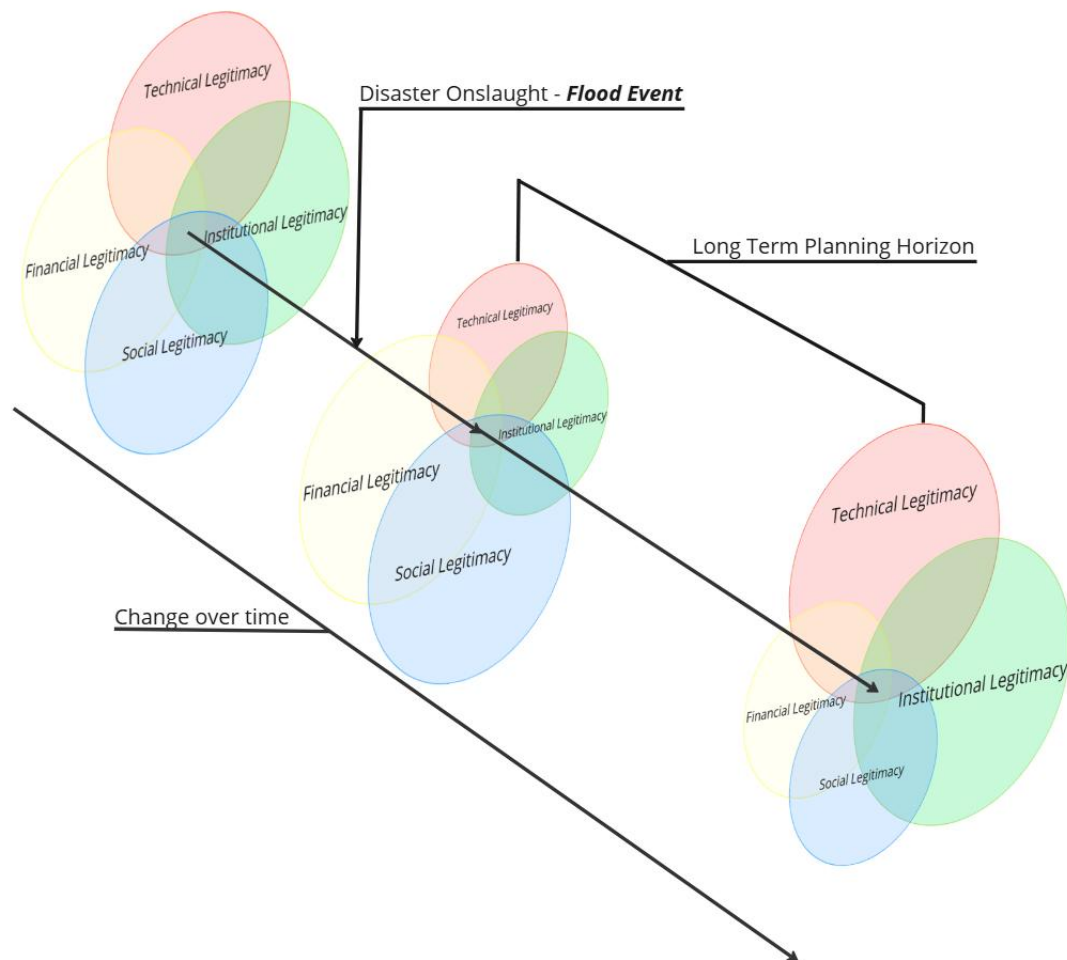 Technical Legitimacy
Disaster Onslaught - Flood Event
Institutional Legitimacy
Financial Legitimacy
Social Legitimacy
Long Term Planning Horizon
Technical Legitimacy
Institutional Legitimacy
Financial Legitimacy
Social Legitimacy
Technical Legitimacy
Change over time
Institutional Legitimacy
Financial Legitimacy
Social Legitimacy